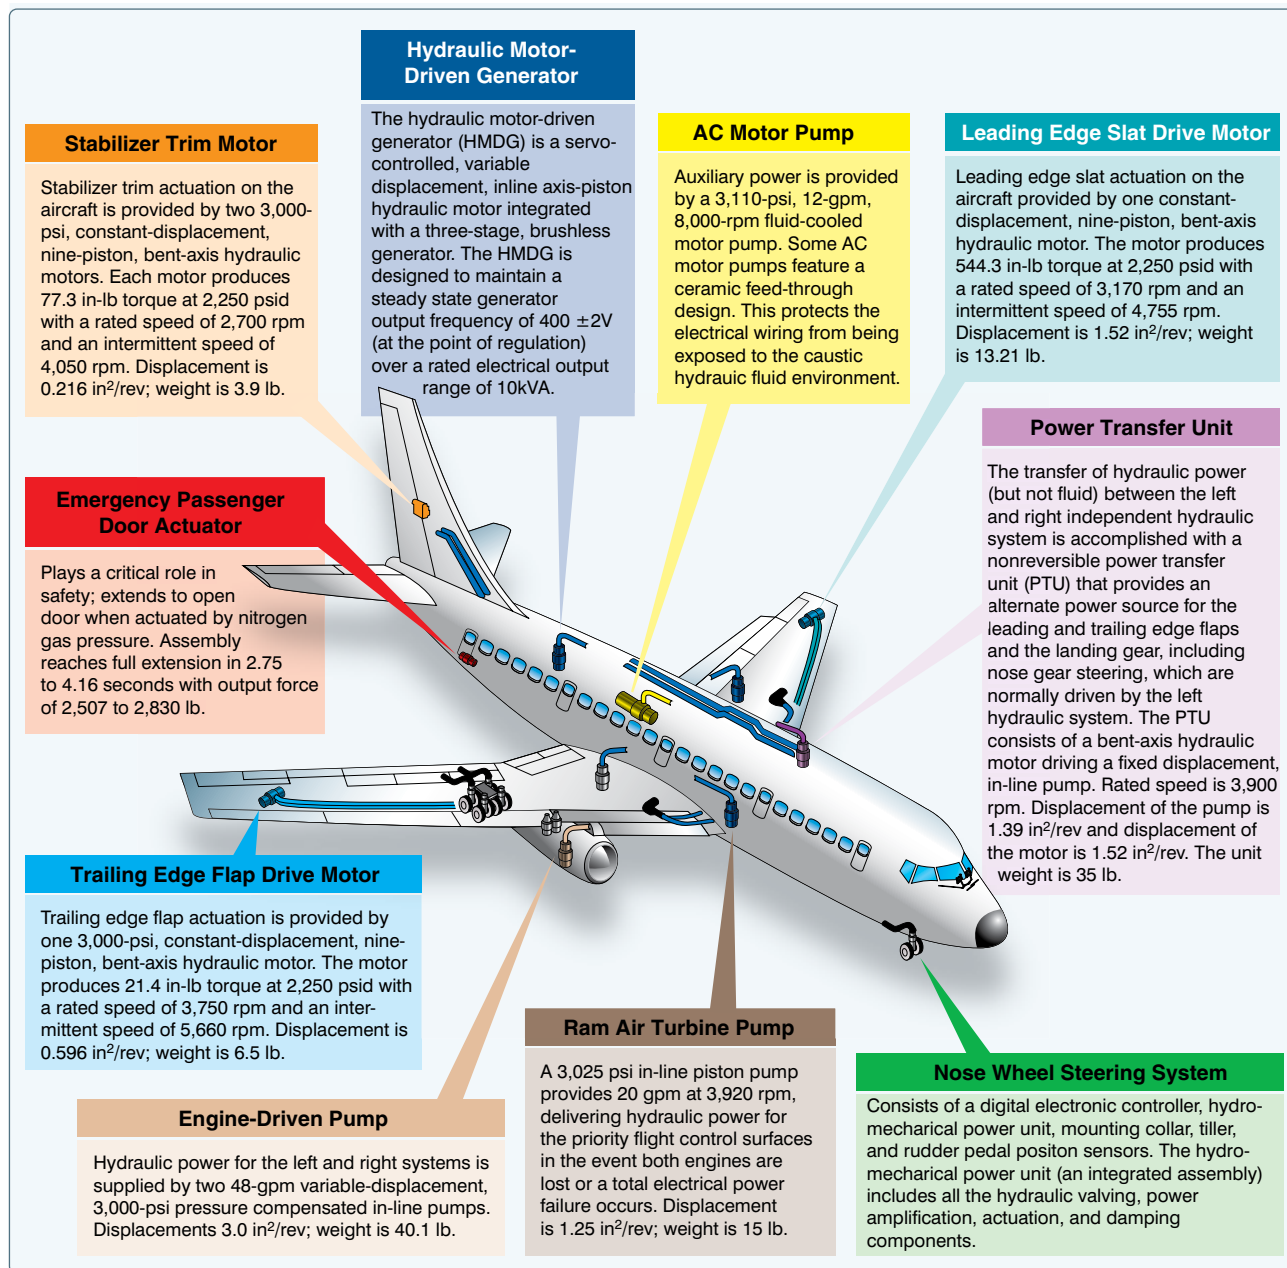 Hydraulic Motor-
Driven Generator
The hydraulic motor-driven
generator (HMDG) is a servo-
controlled, variable
displacement, inline axis-piston
hydraulic motor integrated
with a three-stage, brushless
generator. The HMDG is
designed to maintain a
steady state generator
output frequency of 400 ±2V
(at the point of regulation)
over a rated electrical output
range of 10kVA.
Stabilizer Trim Motor
Stabilizer trim actuation on the
aircraft is provided by two 3,000-
psi, constant-displacement,
nine-piston, bent-axis hydraulic
motors. Each motor produces
77.3 in-lb torque at 2,250 psid
with a rated speed of 2,700 rpm
and an intermittent speed of
4,050 rpm. Displacement is
0.216 in²/rev; weight is 3.9 lb.
AC Motor Pump
Auxiliary power is provided
by a 3,110-psi, 12-gpm,
8,000-rpm fluid-cooled
motor pump. Some AC
motor pumps feature a
ceramic feed-through
design. This protects the
electrical wiring from being
exposed to the caustic
hydrauic fluid environment.
Leading Edge Slat Drive Motor
Leading edge slat actuation on the
aircraft provided by one constant-
displacement, nine-piston, bent-axis
hydraulic motor. The motor produces
544.3 in-lb torque at 2,250 psid with
a rated speed of 3,170 rpm and an
intermittent speed of 4,755 rpm.
Displacement is 1.52 in²/rev; weight
is 13.21 lb.
Power Transfer Unit
The transfer of hydraulic power
(but not fluid) between the left
and right independent hydraulic
system is accomplished with a
nonreversible power transfer
unit (PTU) that provides an
alternate power source for the
leading and trailing edge flaps
and the landing gear, including
nose gear steering, which are
normally driven by the left
hydraulic system. The PTU
consists of a bent-axis hydraulic
motor driving a fixed displacement,
in-line pump. Rated speed is 3,900
rpm. Displacement of the pump is
1.39 in²/rev and displacement of
the motor is 1.52 in²/rev. The unit
weight is 35 lb.
Emergency Passenger
Door Actuator
Plays a critical role in
safety; extends to open
door when actuated by nitrogen
gas pressure. Assembly
reaches full extension in 2.75
to 4.16 seconds with output force
of 2,507 to 2,830 lb.
Trailing Edge Flap Drive Motor
Trailing edge flap actuation is provided by
one 3,000-psi, constant-displacement, nine-
piston, bent-axis hydraulic motor. The motor
produces 21.4 in-lb torque at 2,250 psid with
a rated speed of 3,750 rpm and an inter-
mittent speed of 5,660 rpm. Displacement is
0.596 in²/rev; weight is 6.5 lb.
Engine-Driven Pump
Hydraulic power for the left and right systems is
supplied by two 48-gpm variable-displacement,
3,000-psi pressure compensated in-line pumps.
Displacements 3.0 in²/rev; weight is 40.1 lb.
Ram Air Turbine Pump
A 3,025 psi in-line piston pump
provides 20 gpm at 3,920 rpm,
delivering hydraulic power for
the priority flight control surfaces
in the event both engines are
lost or a total electrical power
failure occurs. Displacement
is 1.25 in²/rev; weight is 15 lb.
Nose Wheel Steering System
Consists of a digital electronic controller, hydro-
mechanical power unit, mounting collar, tiller,
and rudder pedal positon sensors. The hydro-
mechanical power unit (an integrated assembly)
includes all the hydraulic valving, power
amplification, actuation, and damping
components.